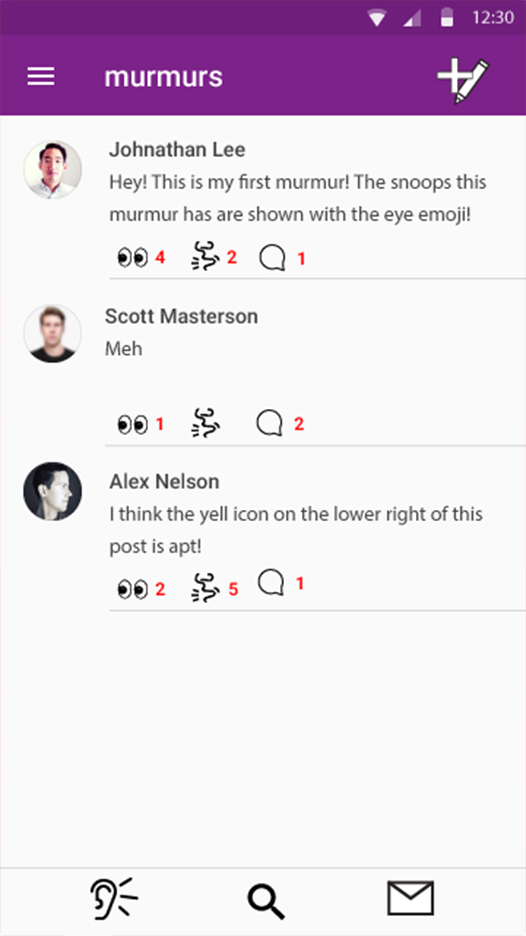 12:30
murmurs
Johnathan Lee
Hey! This is my first murmur! The snoops this
murmur has are shown with the eye emoji!
4 2 1
Scott Masterson
Meh
1 2
Alex Nelson
I think the yell icon on the lower right of this
post is apt!
2 5 1